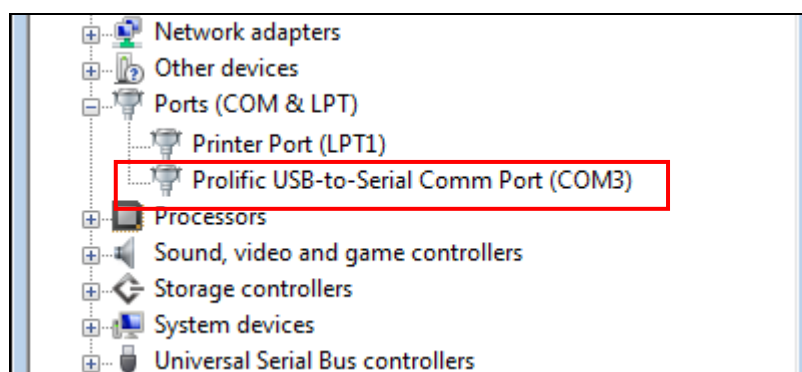 Network adapters
Other devices
Ports (COM & LPT)
Printer Port (LPT1)
Prolific USB-to-Serial Comm Port (COM3)
Processors
Sound, video and game controllers
Storage controllers
System devices
Universal Serial Bus controllers